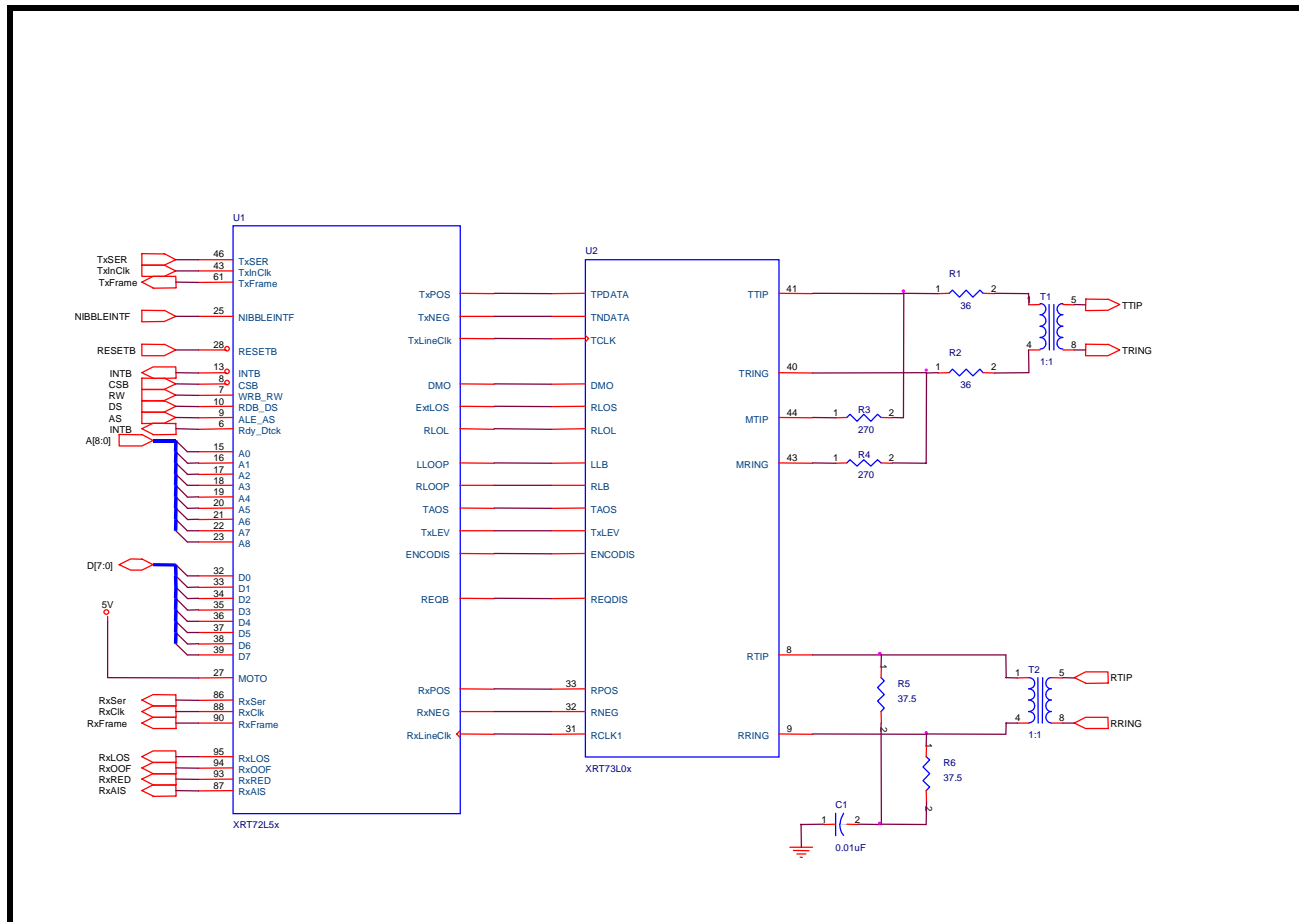 U1
TxSER 46 TxSER
TxInClk 43 TxInClk
TxFrame 61 TxFrame
NIBBLEINTF 25 NIBBLEINTF
RESETB 28 RESETB
INTB 13 INTB
CSB 8 CSB
RW 7 WRB_RW
DS 10 RDB_DS
AS 9 ALE_AS
INTB 6 Rdy_Dtck
A[8:0]
15 A0
16 A1
17 A2
18 A3
19 A4
20 A5
21 A6
22 A7
23 A8
D[7:0]
32 D0
33 D1
34 D2
35 D3
36 D4
37 D5
38 D6
39 D7
5V
27 MOTO
RxSer 86 RxSer
RxClk 88 RxClk
RxFrame 90 RxFrame
RxLOS 95 RxLOS
RxOOF 94 RxOOF
RxRED 93 RxRED
RxAIS 87 RxAIS
XRT72L5x
TxPOS
TxNEG
TxLineClk
DMO
ExtLOS
RLOL
LLOOP
RLOOP
TAOS
TxLEV
ENCODIS
REQB
RxPOS
RxNEG
RxLineClk
U2
TPDATA
TNDATA
TCLK
DMO
RLOS
RLOL
LLB
RLB
TAOS
TxLEV
ENCODIS
REQDIS
33 RPOS
32 RNEG
31 RCLK1
XRT73L0x
TTIP 41
TRING 40
MTIP 44
MRING 43
RTIP 8
RRING 9
R1
1 2
36
R2
1 2
36
R3
1 2
270
R4
1 2
270
T1
1 5
4 8
1:1
TTIP
TRING
R5
1
37.5
2
R6
1
37.5
2
C1
1 2
0.01uF
T2
1 5
4 8
1:1
RTIP
RRING